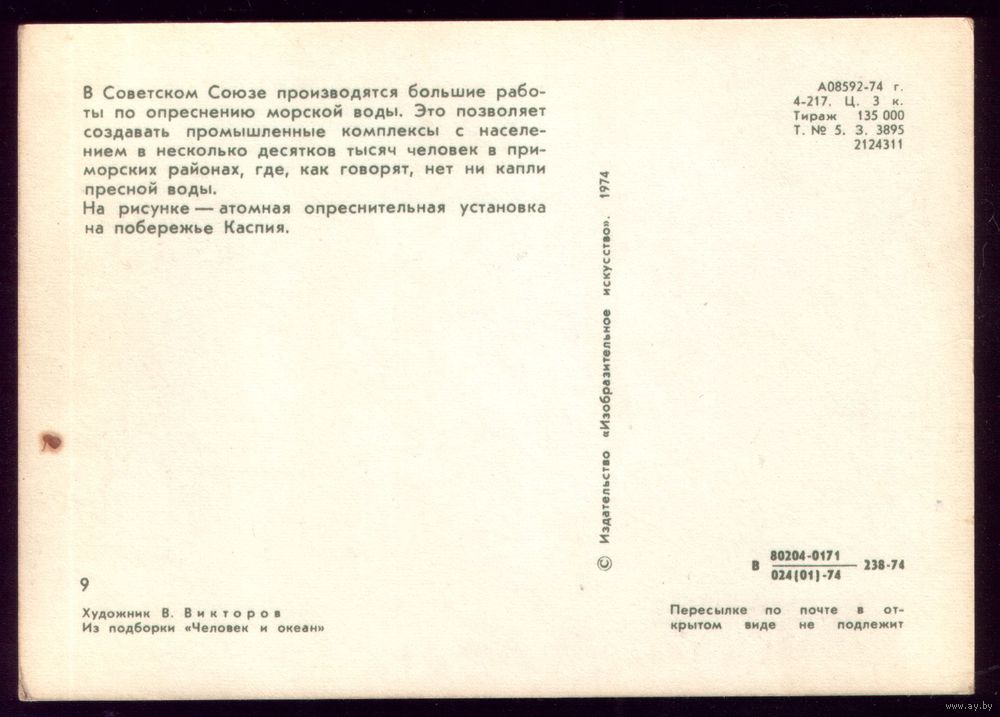 В Советском Союзе производятся большие рабо-
ты по опреснению морской воды. Это позволяет
создавать промышленные комплексы с населе-
нием в несколько десятков тысяч человек в при-
морских районах, где, как говорят, нет ни капли
пресной воды.
На рисунке — атомная опреснительная установка
на побережье Каспия.
9
Художник В. Викторов
Из подборки «Человек и океан»
© Издательство «Изобразительное искусство». 1974
А08592-74 г.
4-217. Ц. 3 к.
Тираж 135 000
Т. № 5. З. 3895
2124311
В 80204-0171
024(01)-74 238-74
Пересылке по почте в от-
крытом виде не подлежит
www.ay.by